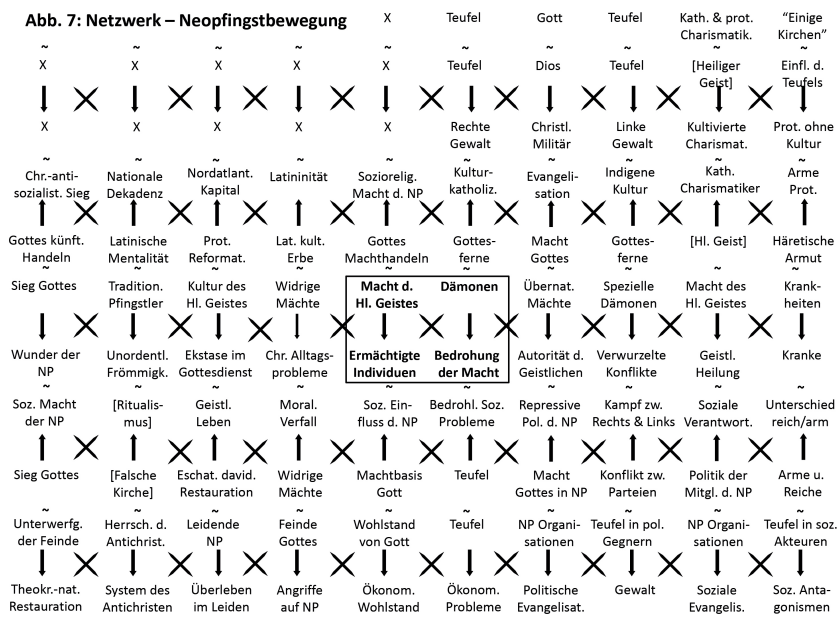 Abb. 7: Netzwerk – Neopfingstbewegung X Teufel Gott Teufel Kath. & prot. “Einige
Charismatik. Kirchen”
~ ~ ~ ~ ~ ~ ~ ~ ~ ~
X X X X X Teufel Dios Teufel [Heiliger Einfl. d.
Geist] Teufels
X X X X X Rechte Christl. Linke Kultivierte Prot. ohne
Gewalt Militär Gewalt Charismat. Kultur
~ ~ ~ ~ ~ ~ ~ ~ ~ ~
Chr.-anti- Nationale Nordatlant. Latininität Soziorelig. Kultur- Evangeli- Indigene Kath. Arme
sozialist. Sieg Dekadenz Kapital Macht d. NP katholiz. sation Kultur Charismatiker Prot.
Gottes künft. Latinische Prot. Lat. kult. Gottes Gottes- Macht Gottes- [Hl. Geist] Häretische
Handeln Mentalität Reformat. Erbe Machthandeln ferne Gottes ferne Armut
~ ~ ~ ~ ~ ~ ~ ~ ~ ~
Sieg Gottes Tradition. Kultur des Widrige Macht d. Dämonen Übernat. Spezielle Macht des Krank-
Pfingstler Hl. Geistes Mächte Hl. Geistes Mächte Dämonen Hl. Geistes heiten
Wunder der Unordentl. Ekstase im Chr. Alltags- Ermächtigte Bedrohung Autorität d. Verwurzelte Geistl. Kranke
NP Frömmigk. Gottesdienst probleme Individuen der Macht Geistlichen Konflikte Heilung
~ ~ ~ ~ ~ ~ ~ ~ ~ ~
Soz. Macht [Ritualis- Geistl. Moral. Soz. Ein- Bedrohl. Soz. Repressive Kampf zw. Soziale Unterschied
der NP mus] Leben Verfall fluss d. NP Probleme Pol. d. NP Rechts & Links Verantwort. reich/arm
Sieg Gottes [Falsche Eschat. david. Widrige Machtbasis Teufel Macht Konflikt zw. Politik der Arme u.
Kirche] Restauration Mächte Gott Gottes in NP Parteien Mitgl. d. NP Reiche
~ ~ ~ ~ ~ ~ ~ ~ ~ ~
Unterwerfg. Herrsch. d. Leidende Feinde Wohlstand Teufel NP Organi- Teufel in pol. NP Organi- Teufel in soz.
der Feinde Antichrist. NP Gottes von Gott sationen Gegnern sationen Akteuren
Theokr.-nat. System des Überleben Angriffe Ökonom. Ökonom. Politische Gewalt Soziale Soz. Anta-
Restauration Antichristen im Leiden auf NP Wohlstand Probleme Evangelisat. Evangelis. gonismen